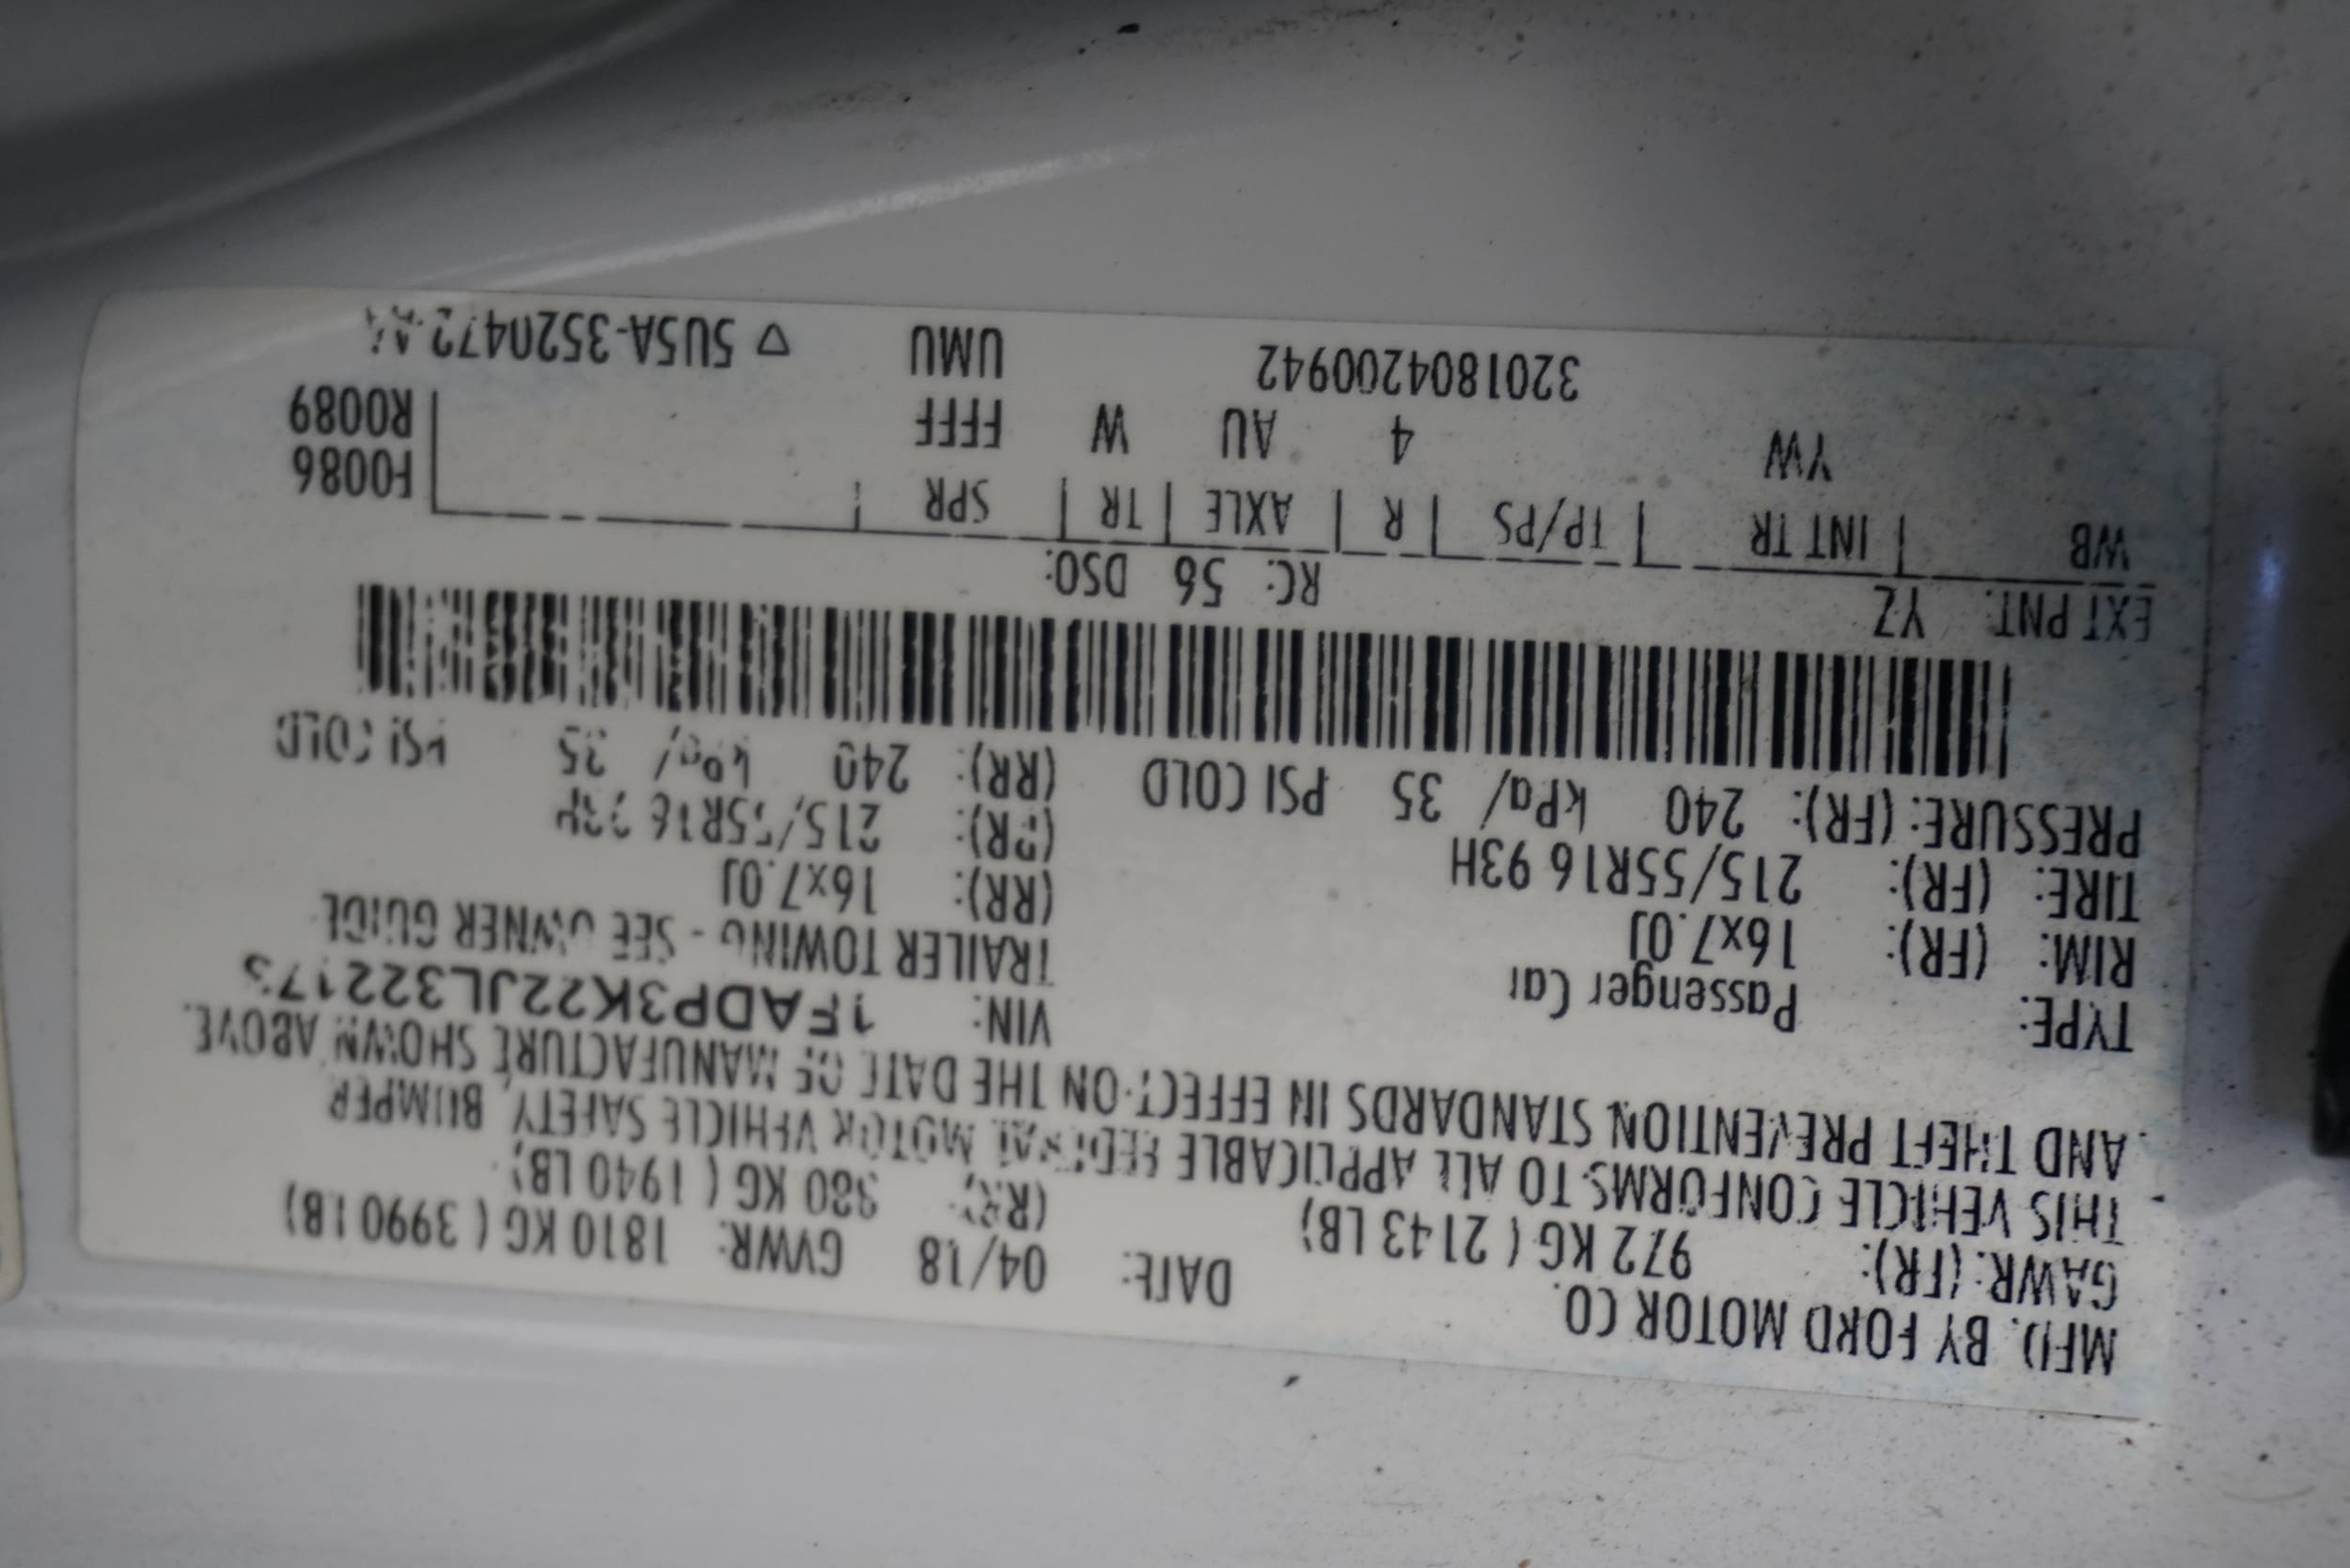 MFD. BY FORD MOTOR CO. DATE: 04/18 GVWR: 1810 KG ( 3990 LB)
GAWR: (FR): 972 KG ( 2143 LB) (RR): 880 KG ( 1940 LB)
THIS VEHICLE CONFORMS TO ALL APPLICABLE FEDERAL MOTOR VEHICLE SAFETY, BUMPER
AND THEFT PREVENTION STANDARDS IN EFFECT ON THE DATE OF MANUFACTURE SHOWN ABOVE.
TYPE: Passenger Car VIN: 1FADP3K22JL322173
TRAILER TOWING - SEE OWNER GUIDE
RIM: (FR): 16x7.0J (RR): 16x7.0J
TIRE: (FR): 215/55R16 93H (RR): 215/55R16 93H
PRESSURE: (FR): 240 kPa/ 35 PSI COLD (RR): 240 kPa/ 35 PSI COLD
EXT PNT: YZ RC: 56 DSO:
WB | INT TR | TP/PS | R | AXLE | TR | SPR F0086
YW 4 AU W FFFF R0089
3201804200942 UMU ▽ 5U5A-3520472-AA